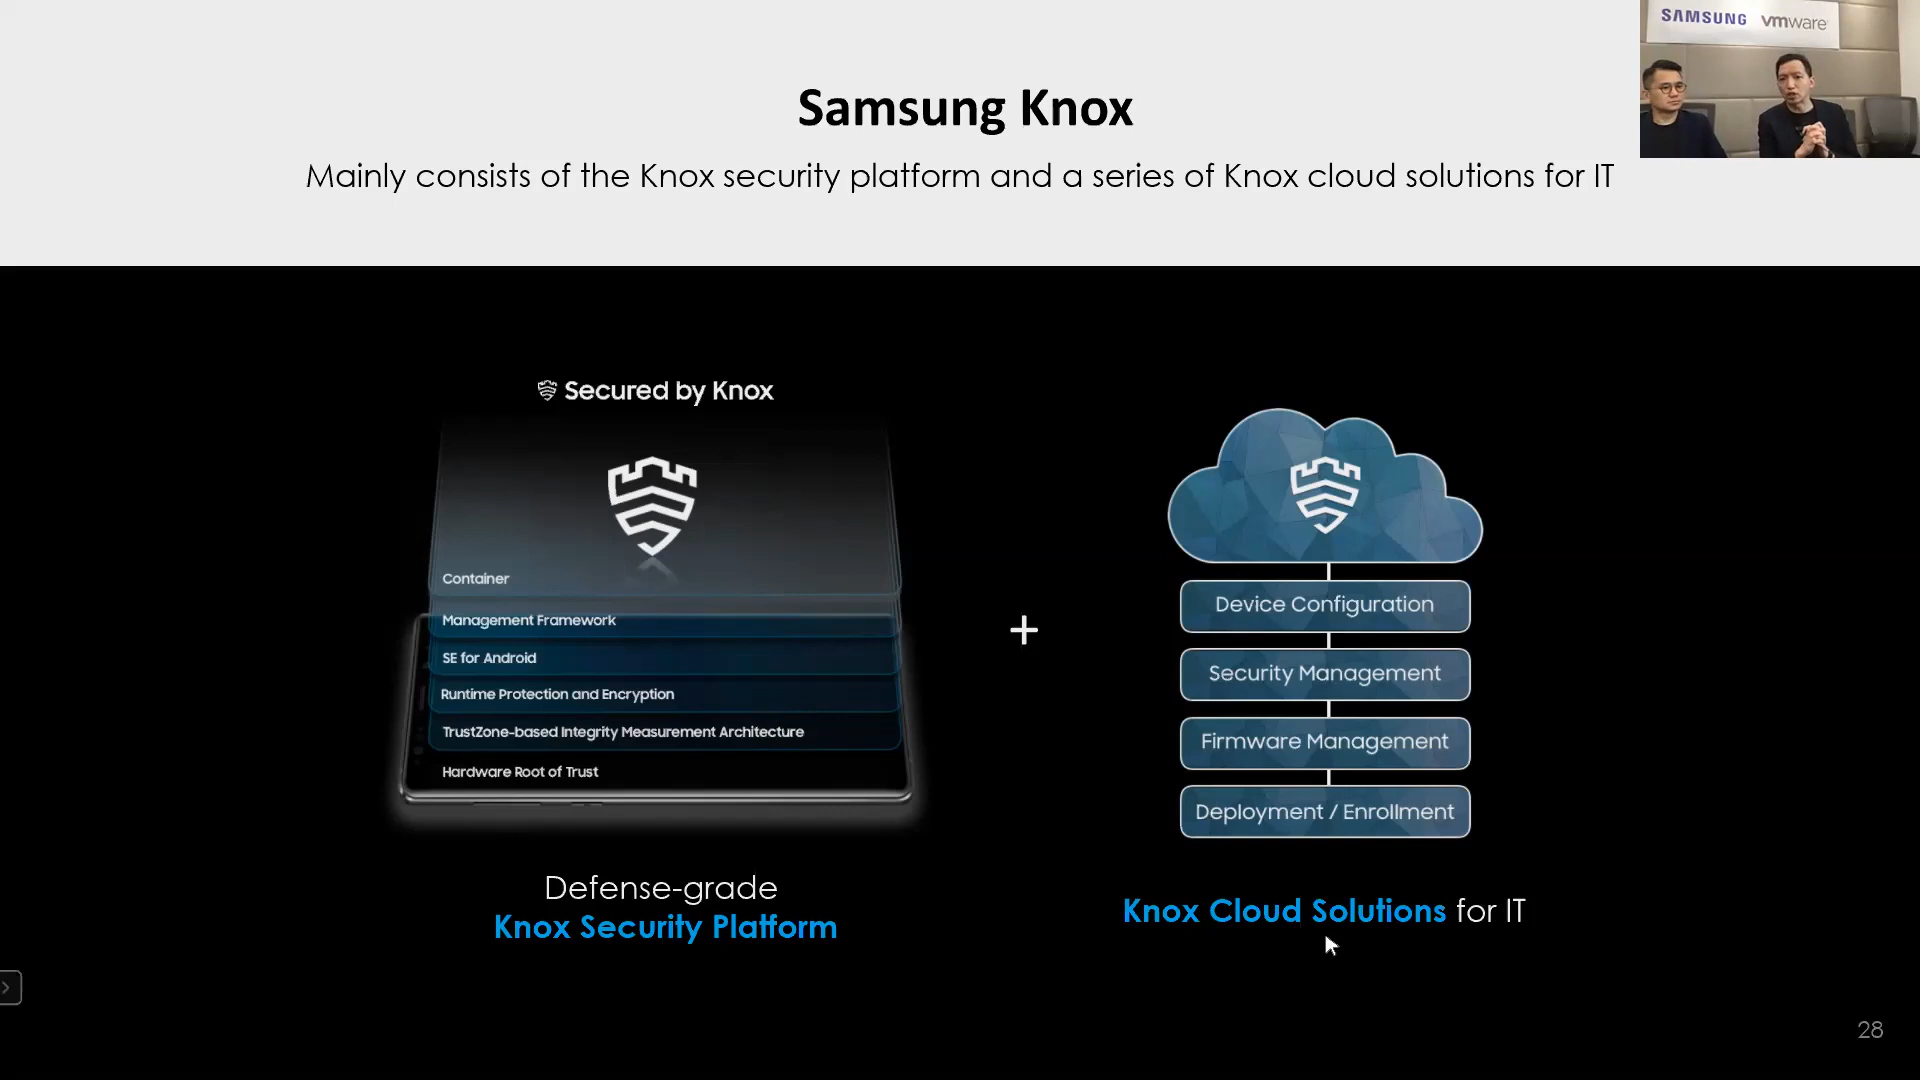 SAMSUNG vmware
Samsung Knox
Mainly consists of the Knox security platform and a series of Knox cloud solutions for IT
Secured by Knox
Container
Management Framework
SE for Android
Runtime Protection and Encryption
TrustZone-based Integrity Measurement Architecture
Hardware Root of Trust
Defense-grade
Knox Security Platform
+
Device Configuration
Security Management
Firmware Management
Deployment / Enrollment
Knox Cloud Solutions for IT
28